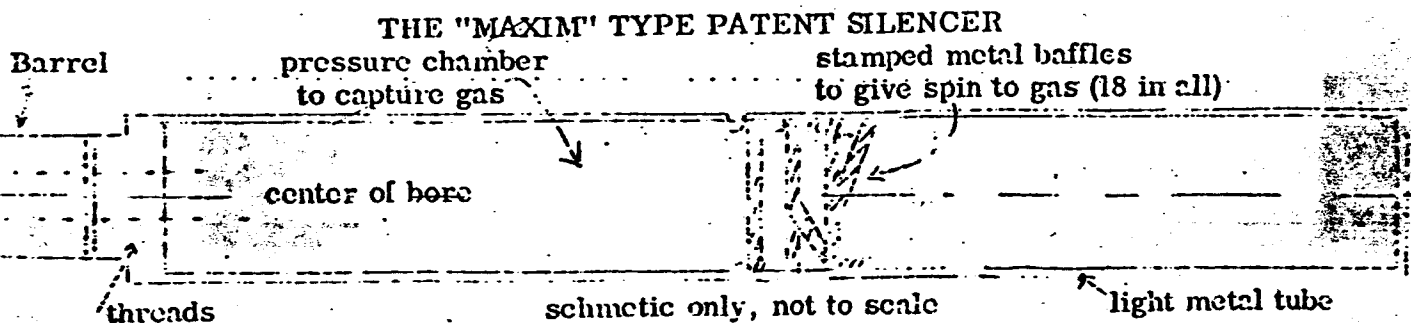 THE "MAXIM" TYPE PATENT SILENCER
Barrel
pressure chamber
to capture gas
stamped metal baffles
to give spin to gas (18 in all)
center of bore
threads
schmetic only, not to scale
light metal tube